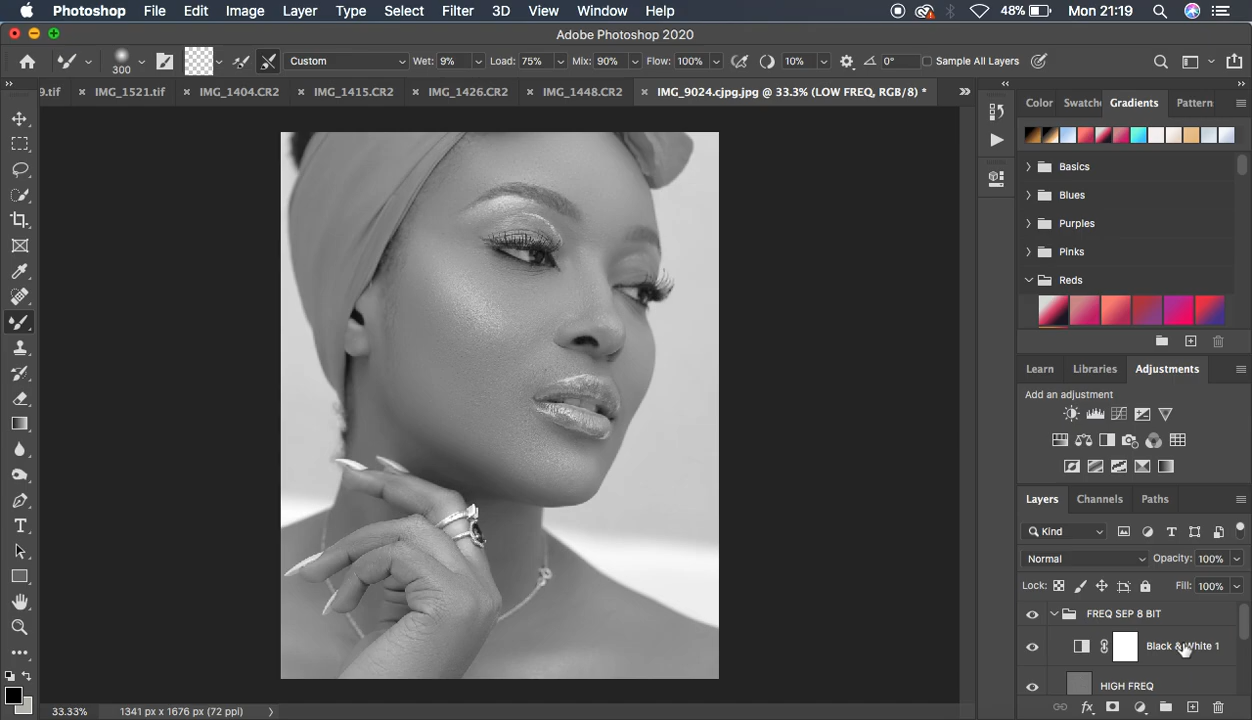 Photoshop File Edit Image Layer Type Select Filter 3D View Window Help 48% Mon 21:19
Adobe Photoshop 2020
300 Custom Wet: 9% Load: 75% Mix: 90% Flow: 100% 10% 0° Sample All Layers
9.tif × IMG_1521.tif × IMG_1404.CR2 × IMG_1415.CR2 × IMG_1426.CR2 × IMG_1448.CR2 × IMG_9024.cjpg.jpg @ 33.3% (LOW FREQ, RGB/8) *
Color Swatche Gradients Pattern
Basics
Blues
Purples
Pinks
Reds
Learn Libraries Adjustments
Add an adjustment
Layers Channels Paths
Kind
Normal Opacity: 100%
Lock: Fill: 100%
FREQ SEP 8 BIT
Black & White 1
HIGH FREQ
33.33% 1341 px x 1676 px (72 ppi)